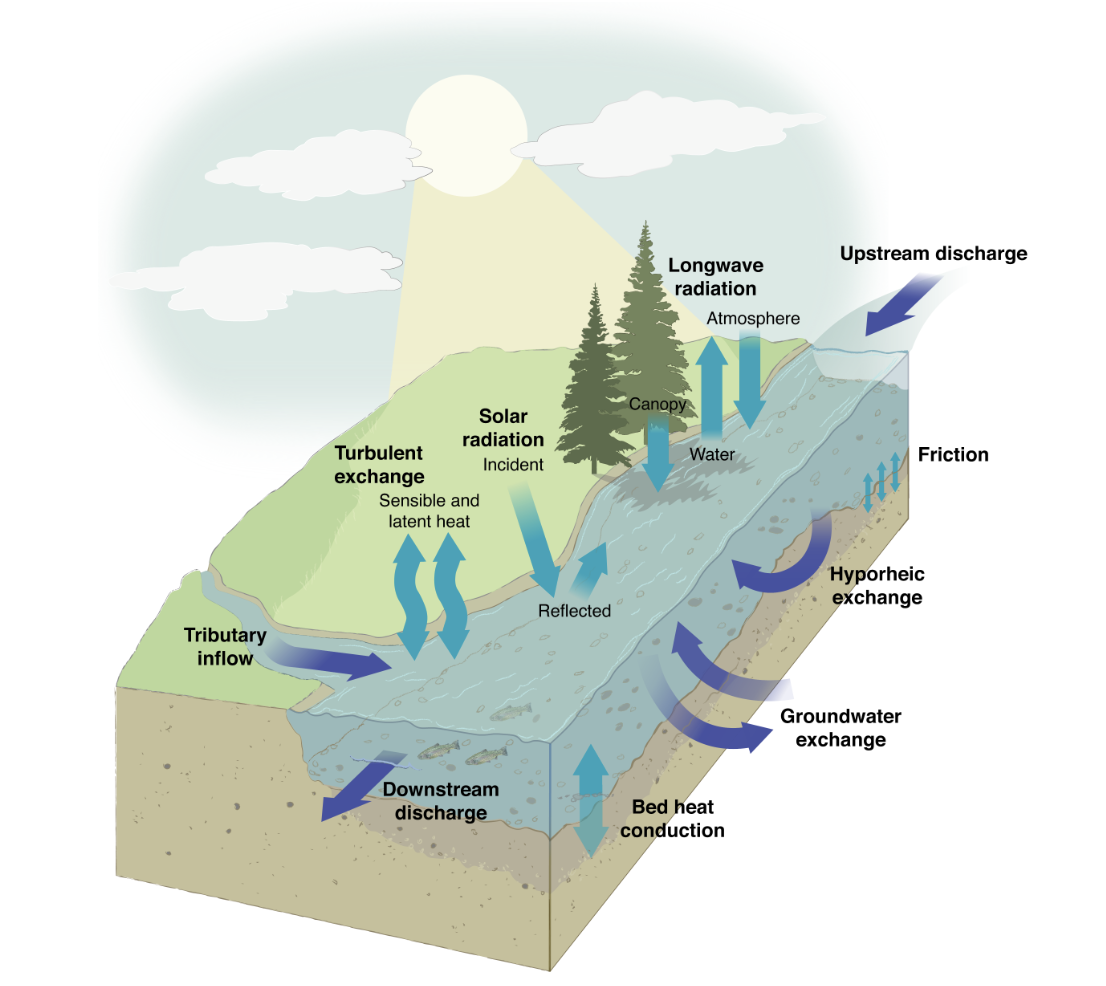 Upstream discharge
Longwave
radiation
Atmosphere
Canopy
Water
Solar
radiation
Incident
Reflected
Turbulent
exchange
Sensible and
latent heat
Friction
Hyporheic
exchange
Tributary
inflow
Groundwater
exchange
Downstream
discharge
Bed heat
conduction